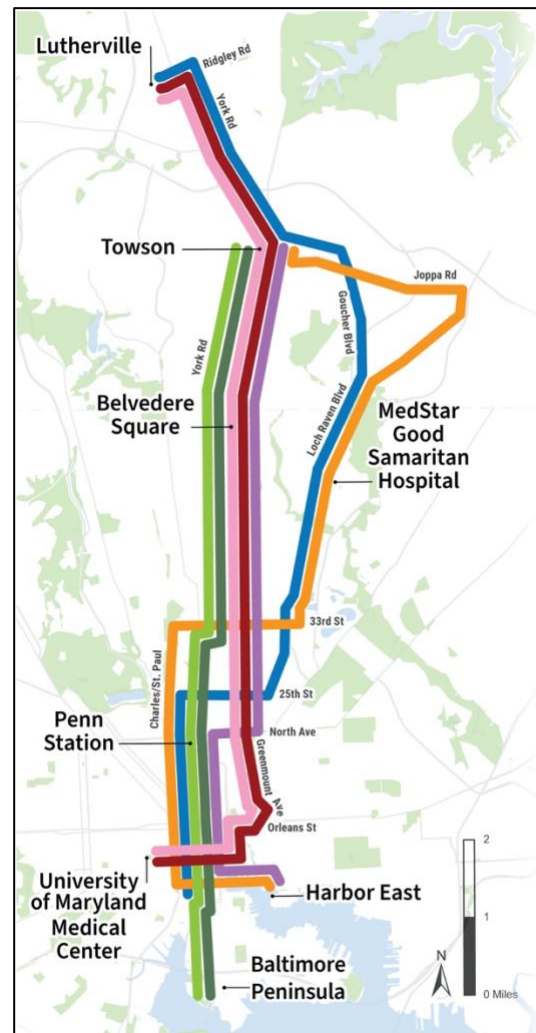 Lutherville
Ridgley Rd
York Rd
Towson
Joppa Rd
Goucher Blvd
York Rd
Belvedere
Square
Loch Raven Blvd
MedStar
Good
Samaritan
Hospital
33rd St
Charles/St. Paul
25th St
Penn
Station
North Ave
Greenmount Ave
Orleans St
University
of Maryland
Medical
Center
Harbor East
Baltimore
Peninsula
N
2
1
0 Miles